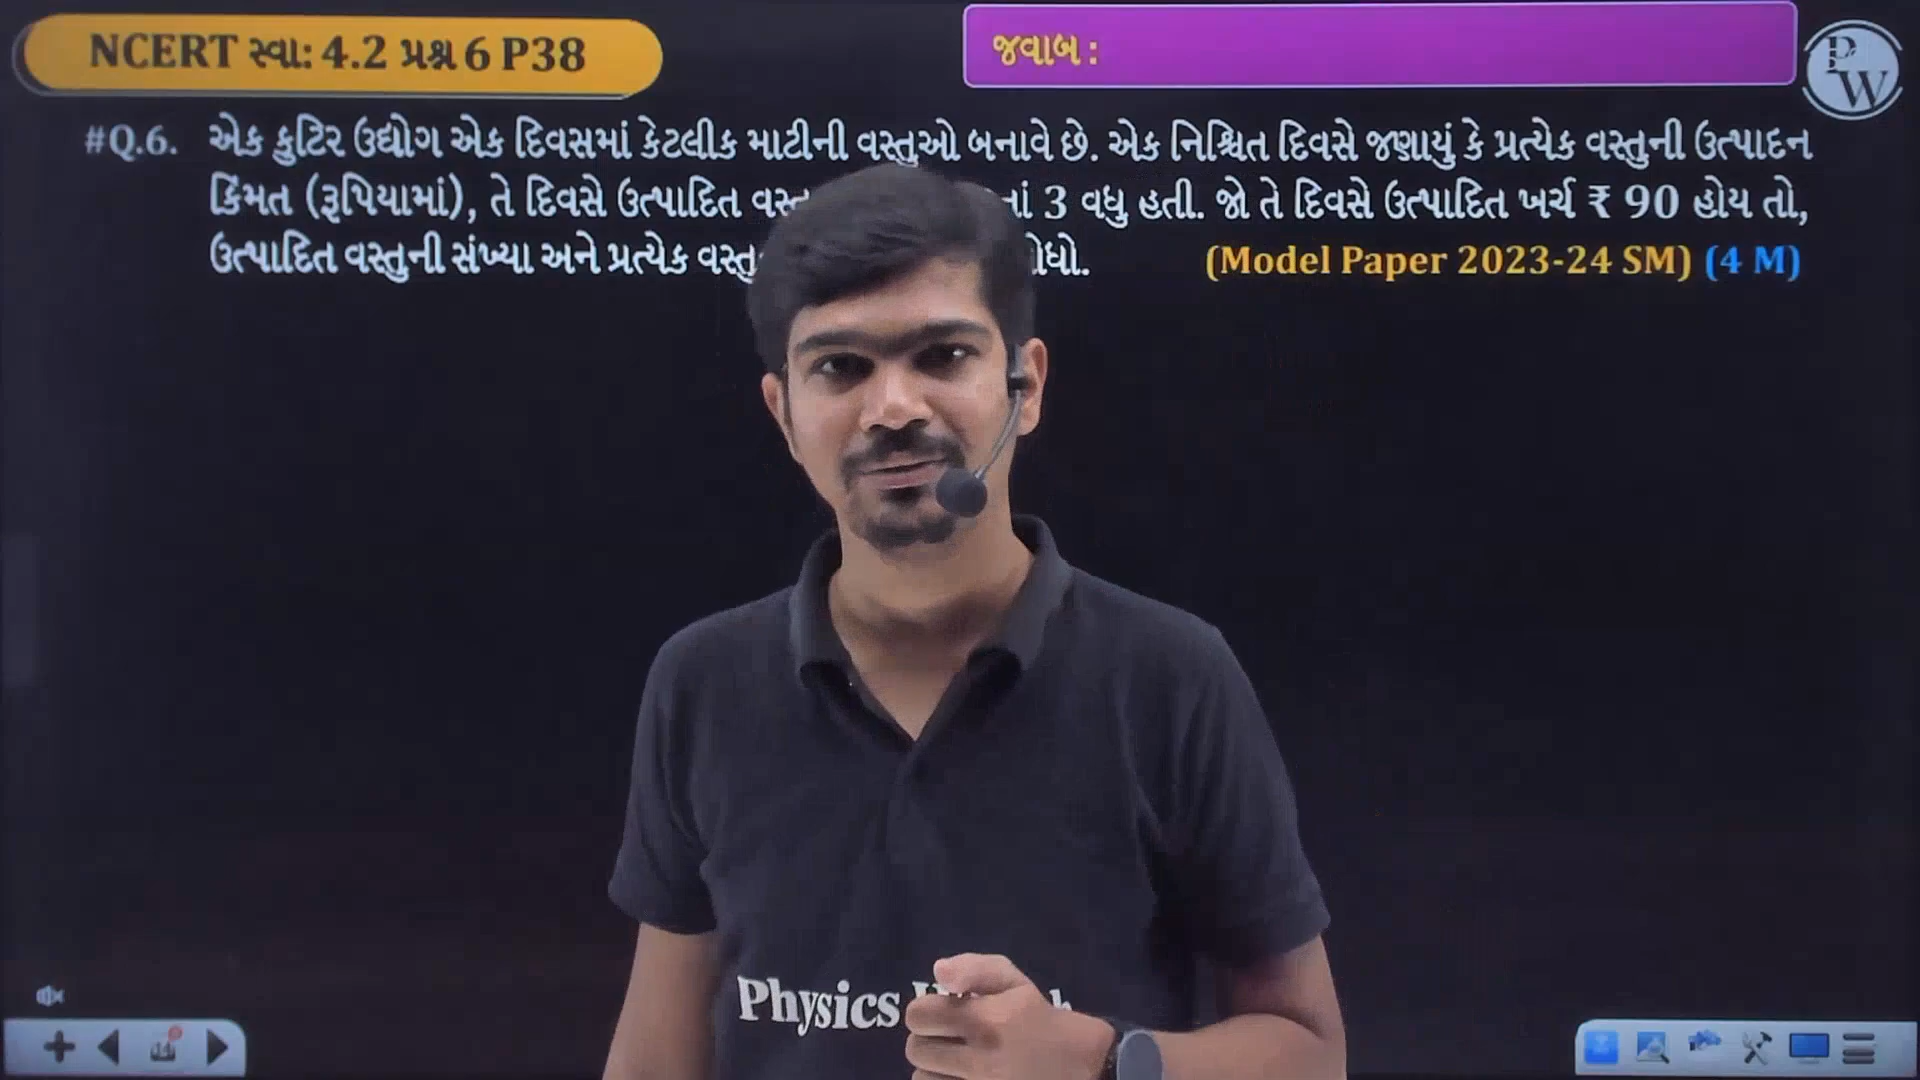 NCERT સ્વા: 4.2 પ્રશ્ન 6 P38
જવાબ :
PW
#Q.6. એક કુટિર ઉદ્યોગ એક દિવસમાં કેટલીક માટીની વસ્તુઓ બનાવે છે. એક નિશ્ચિત દિવસે જણાયું કે પ્રત્યેક વસ્તુની ઉત્પાદન
કિંમત (રૂપિયામાં), તે દિવસે ઉત્પાદિત 3 વધુ હતી. જો તે દિવસે ઉત્પાદિત ખર્ચ ₹ 90 હોય તો,
ઉત્પાદિત વસ્તુની સંખ્યા અને પ્રત્યેક
(Model Paper 2023-24 SM) (4 M)
Physics
14